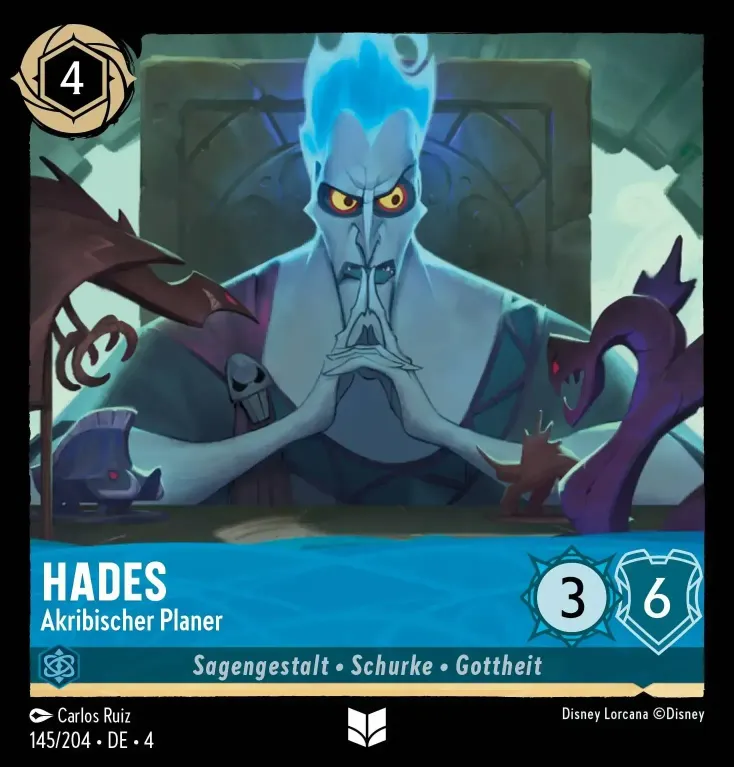 4
HADES
Akribischer Planer
3
6
Sagengestalt • Schurke • Gottheit
Carlos Ruiz
Disney Lorcana ©Disney
145/204 • DE • 4